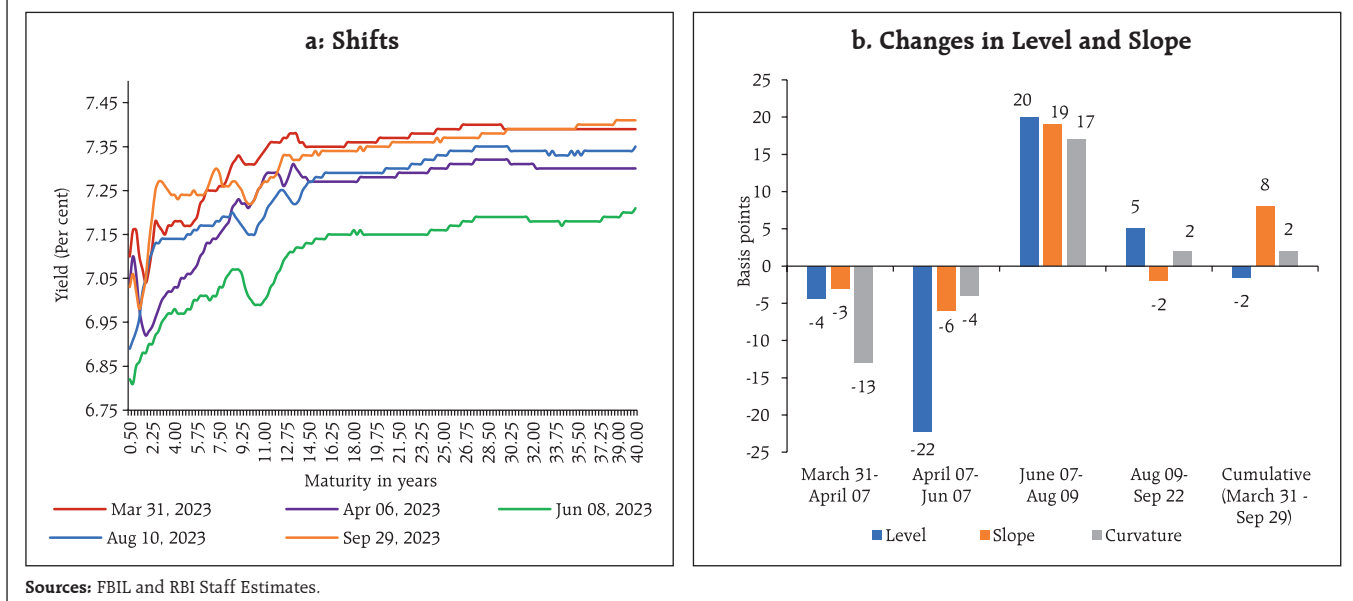 a: Shifts
Yield (Per cent)
7.45
7.35
7.25
7.15
7.05
6.95
6.85
6.75
0.50
2.25
4.00
5.75
7.50
9.25
11.00
12.75
14.50
16.25
18.00
19.75
21.50
23.25
25.00
26.75
28.50
30.25
32.00
33.75
35.50
37.25
39.00
40.00
Maturity in years
Mar 31, 2023
Apr 06, 2023
Jun 08, 2023
Aug 10, 2023
Sep 29, 2023
b. Changes in Level and Slope
Basis points
25
20
15
10
5
0
-5
-10
-15
-20
-25
-4
-3
-13
-22
-6
-4
20
19
17
5
-2
2
-2
8
2
March 31-
April 07
April 07-
Jun 07
June 07-
Aug 09
Aug 09-
Sep 22
Cumulative
(March 31 -
Sep 29)
Level
Slope
Curvature
Sources: FBIL and RBI Staff Estimates.